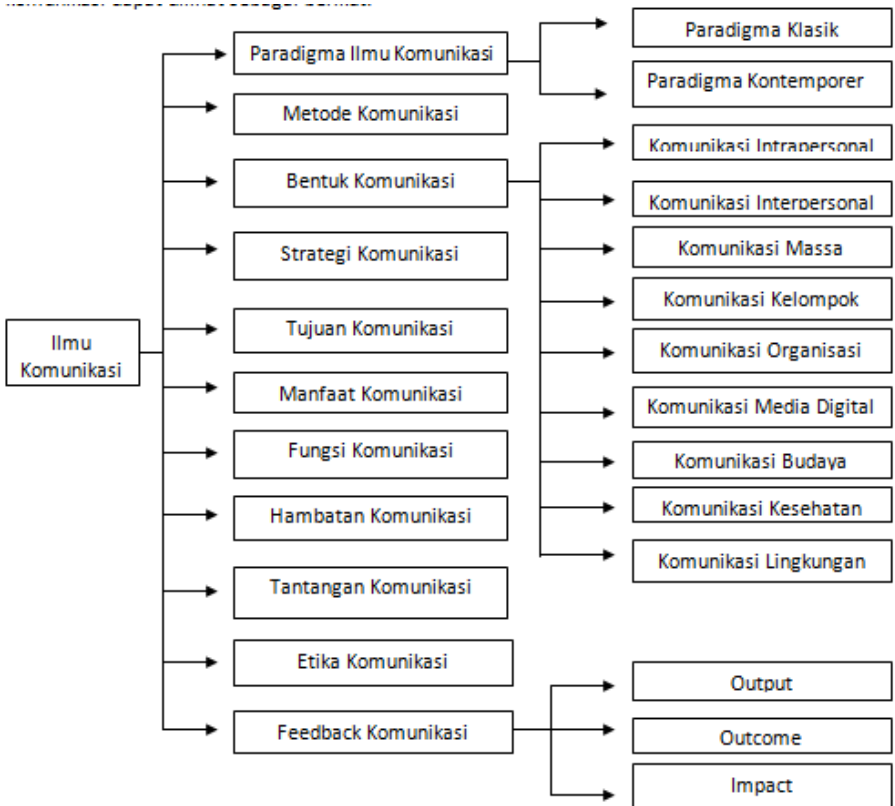 Ilmu
Komunikasi
Paradigma Ilmu Komunikasi
Metode Komunikasi
Bentuk Komunikasi
Strategi Komunikasi
Tujuan Komunikasi
Manfaat Komunikasi
Fungsi Komunikasi
Hambatan Komunikasi
Tantangan Komunikasi
Etika Komunikasi
Feedback Komunikasi
Paradigma Klasik
Paradigma Kontemporer
Komunikasi Intrapersonal
Komunikasi Interpersonal
Komunikasi Massa
Komunikasi Kelompok
Komunikasi Organisasi
Komunikasi Media Digital
Komunikasi Budaya
Komunikasi Kesehatan
Komunikasi Lingkungan
Output
Outcome
Impact